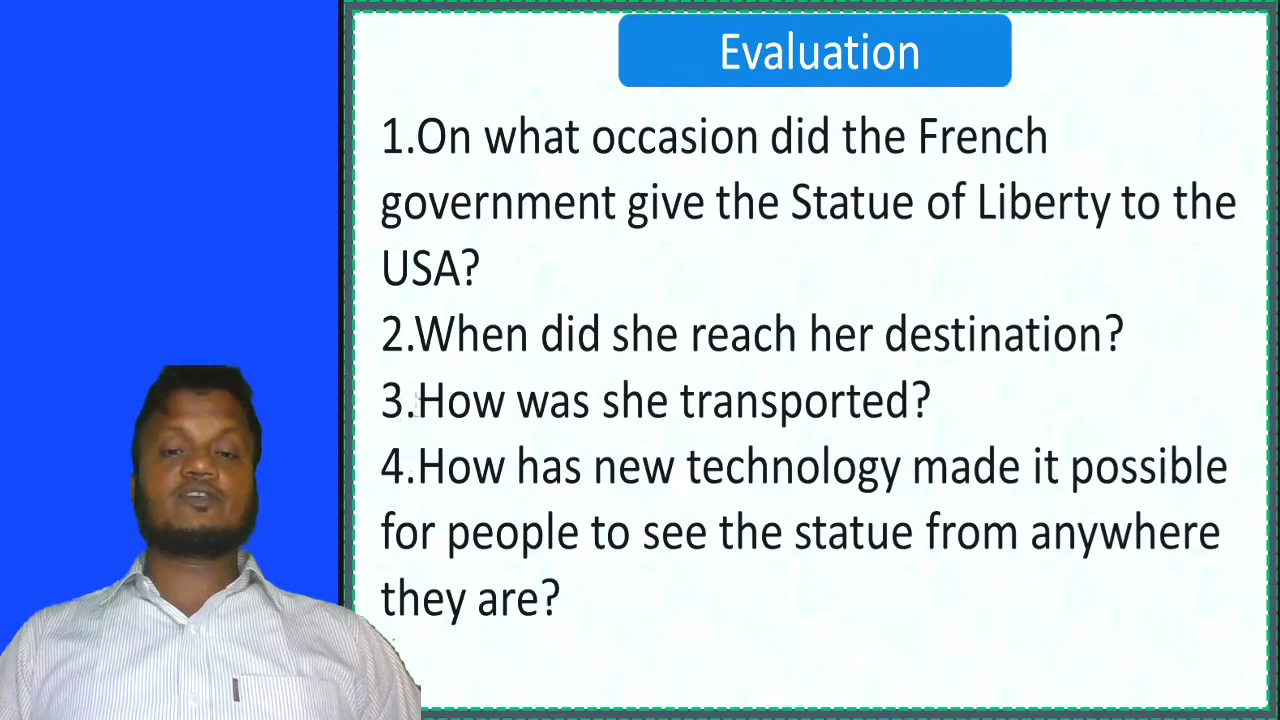 Evaluation
1.On what occasion did the French
government give the Statue of Liberty to the
USA?
2.When did she reach her destination?
3.How was she transported?
4.How has new technology made it possible
for people to see the statue from anywhere
they are?